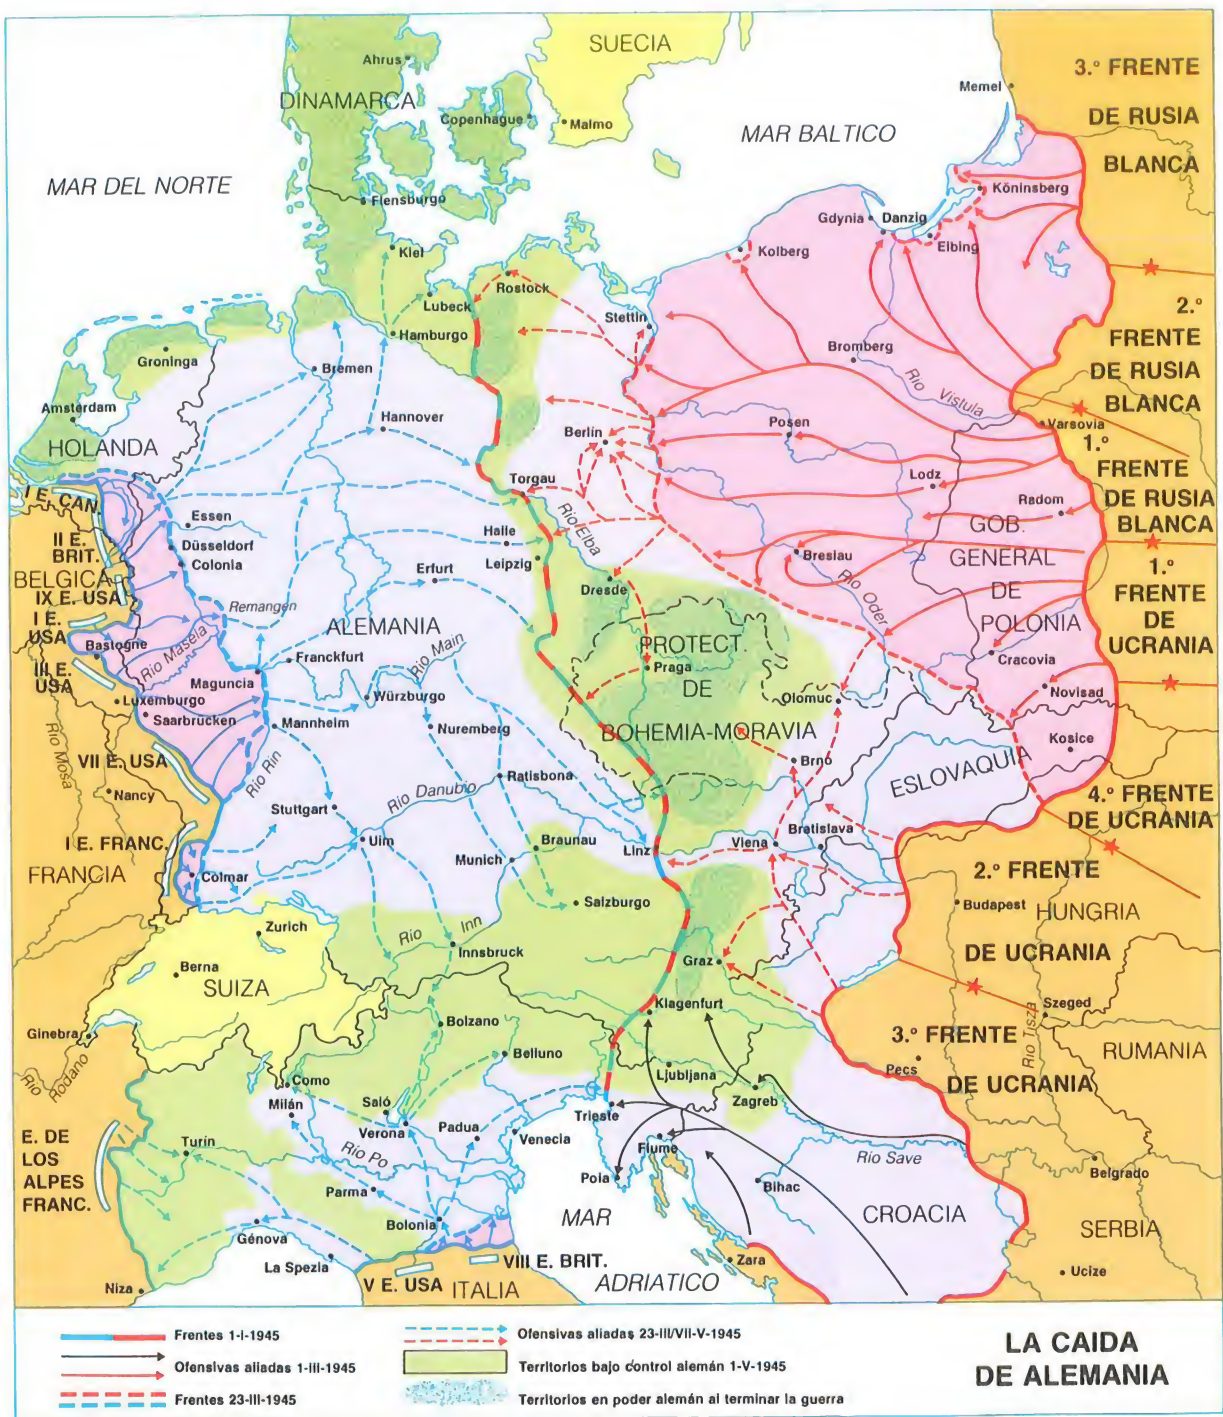 SUECIA
Ahrus
DINAMARCA
Copenhague
Malmo
MAR BALTICO
Memel
3.º FRENTE
DE RUSIA
BLANCA
MAR DEL NORTE
Flensburgo
Kiel
Lubeck
Rostock
Hamburgo
Stettin
Kolberg
Gdynia
Danzig
Elbing
Köninsberg
2.º
FRENTE
DE RUSIA
BLANCA
Groninga
Bremen
Bromberg
Rio Vistula
Varsovia
Amsterdam
HOLANDA
Hannover
Berlín
Posen
Lodz
Radom
1.º
FRENTE
DE RUSIA
BLANCA
Torgau
Rio Elba
I E. CAN.
II E.
BRIT.
BELGICA
IX E. USA
I E.
USA
Essen
Düsseldorf
Colonia
Halle
Leipzig
Erfurt
Dresde
Breslau
Rio Oder
GOB.
GENERAL
DE
POLONIA
1.º
FRENTE
DE
UCRANIA
Remangen
ALEMANIA
Bastogne
Rio Masela
III E.
USA
Luxemburgo
Saarbrücken
Maguncia
Franckfurt
Rio Main
Würzburgo
PROTECT.
Praga
DE
BOHEMIA-MORAVIA
Olomuc
Cracovia
Novisad
Kosice
Rio Mosa
VII E. USA
Nancy
Mannheim
Rio Rin
Nuremberg
Ratisbona
Rio Danubio
Brno
ESLOVAQUIA
4.º FRENTE
DE UCRANIA
Stuttgart
Ulm
I E. FRANC.
FRANCIA
Colmar
Munich
Braunau
Linz
Viena
Bratislava
2.º FRENTE
DE UCRANIA
Budapest
HUNGRIA
Salzburgo
Zurich
Berna
SUIZA
Rio Inn
Innsbruck
Graz
Klagenfurt
Szeged
Rio Tisza
RUMANIA
Ginebra
Rio Rodano
Bolzano
Belluno
3.º FRENTE
DE UCRANIA
Pecs
Como
Milán
Saló
Verona
Padua
Venecia
Ljubljana
Zagreb
Trieste
Fiume
Pola
E. DE
LOS
ALPES
FRANC.
Turín
Rio Po
Parma
Bolonia
Bihac
Rio Save
Belgrado
CROACIA
SERBIA
Génova
La Spezia
Niza
V E. USA
VIII E. BRIT.
ITALIA
MAR
ADRIATICO
Zara
Ucize
Frentes 1-I-1945
Ofensivas aliadas 1-III-1945
Frentes 23-III-1945
Ofensivas aliadas 23-III/VII-V-1945
Territorios bajo control alemán 1-V-1945
Territorios en poder alemán al terminar la guerra
LA CAIDA
DE ALEMANIA